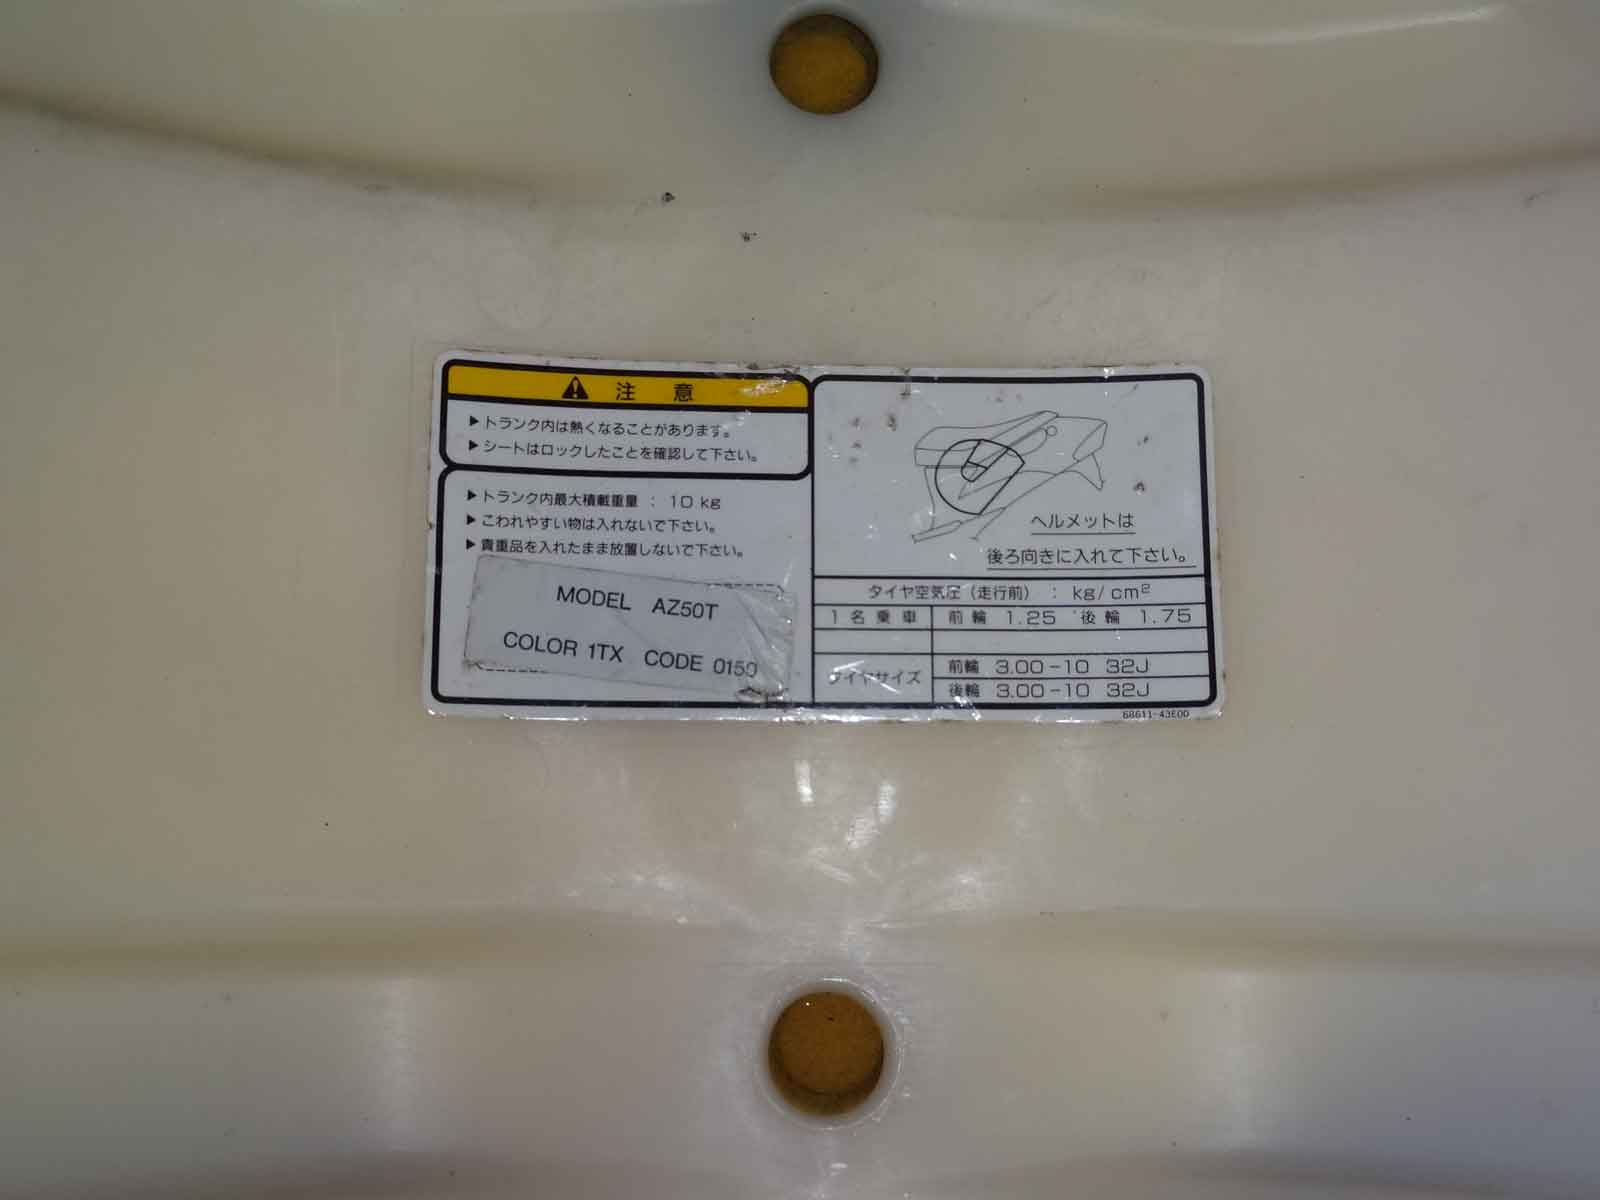 注意
▶トランク内は熱くなることがあります。
▶シートはロックしたことを確認して下さい。
▶トランク内最大積載重量 : 10 kg
▶こわれやすい物は入れないで下さい。
▶貴重品を入れたまま放置しないで下さい。
MODEL AZ50T
COLOR 1TX CODE 0150
ヘルメットは
後ろ向きに入れて下さい。
タイヤ空気圧（走行前） : kg/cm²
1名乗車 前輪 1.25 後輪 1.75
タイヤサイズ
前輪 3.00-10 32J
後輪 3.00-10 32J
68611-43E00